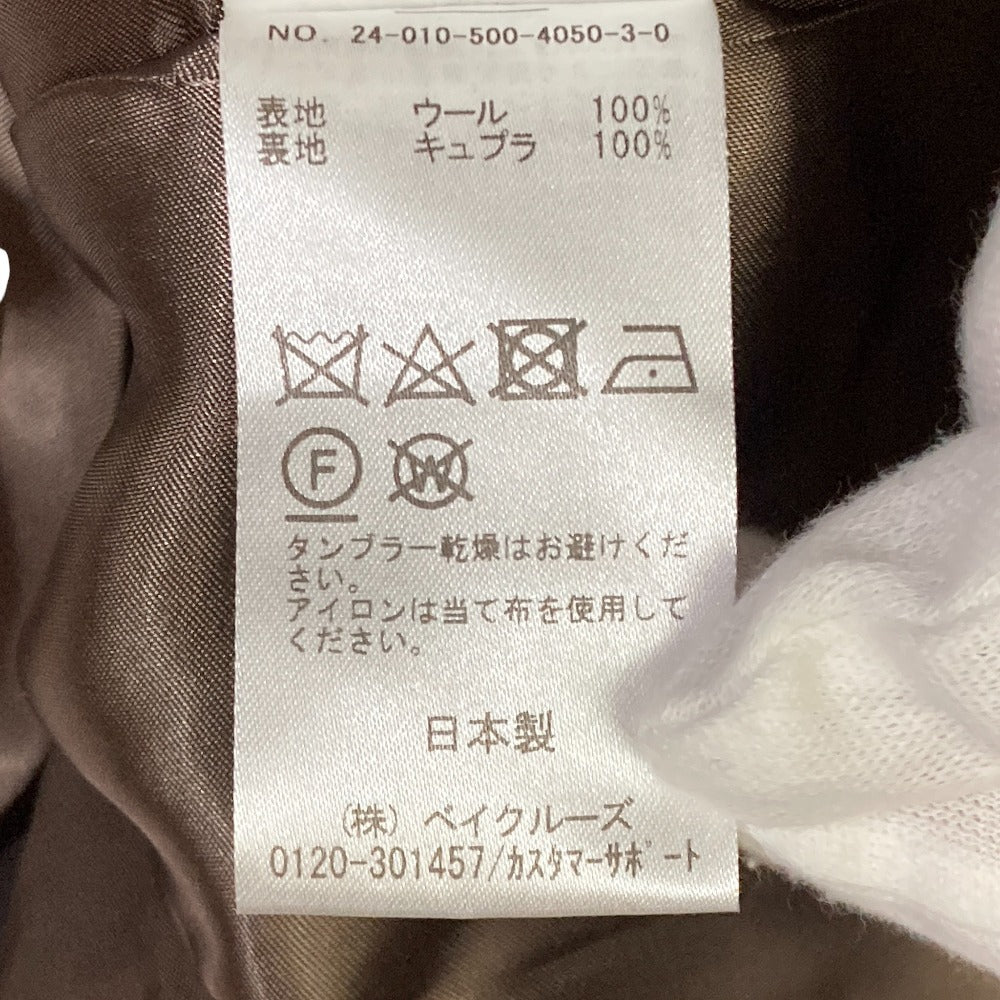 NO. 24-010-500-4050-3-0
表地 ウール 100%
裏地 キュプラ 100%
F W
タンブラー乾燥はお避けくだ
さい。
アイロンは当て布を使用して
ください。
日本製
(株) ベイクルーズ
0120-301457/カスタマーサポート